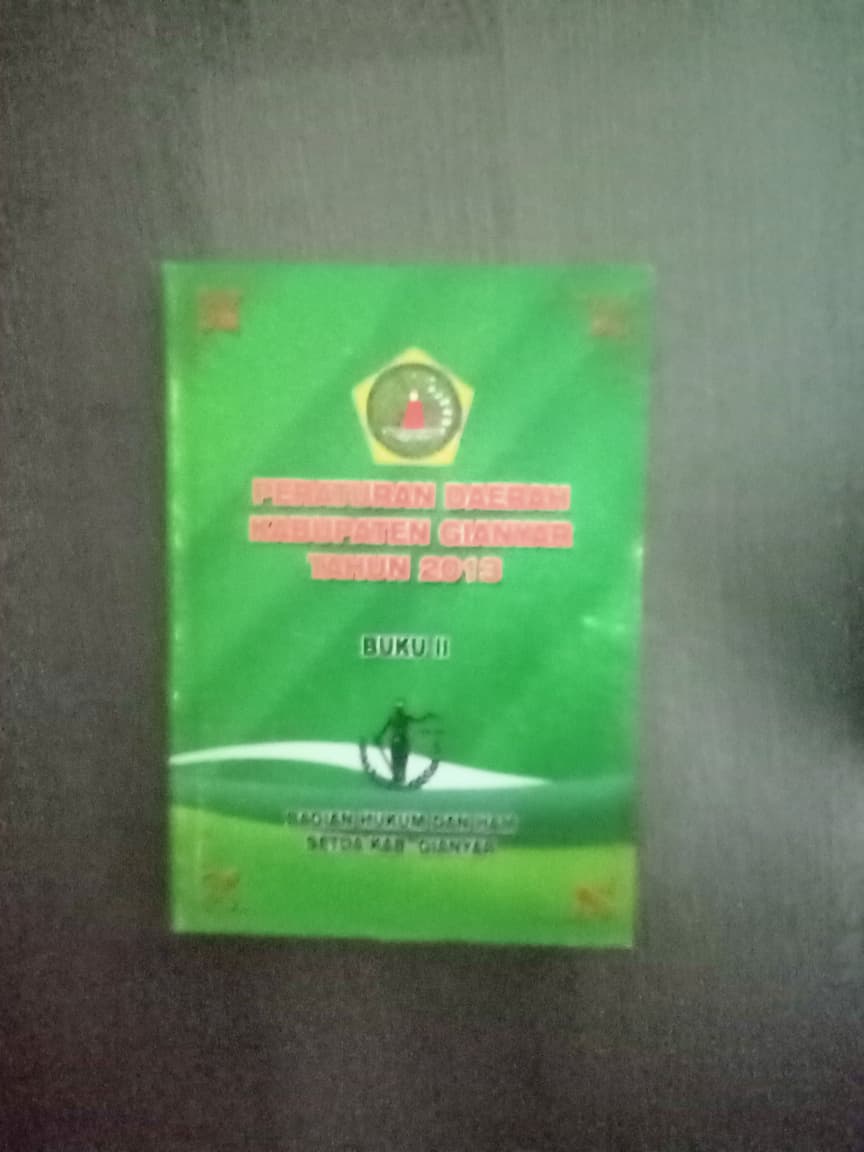 PERATURAN DAERAH
KABUPATEN GIANYAR
TAHUN 2013
BUKU II
BAGIAN HUKUM DAN HAM
SETDA KAB. GIANYAR